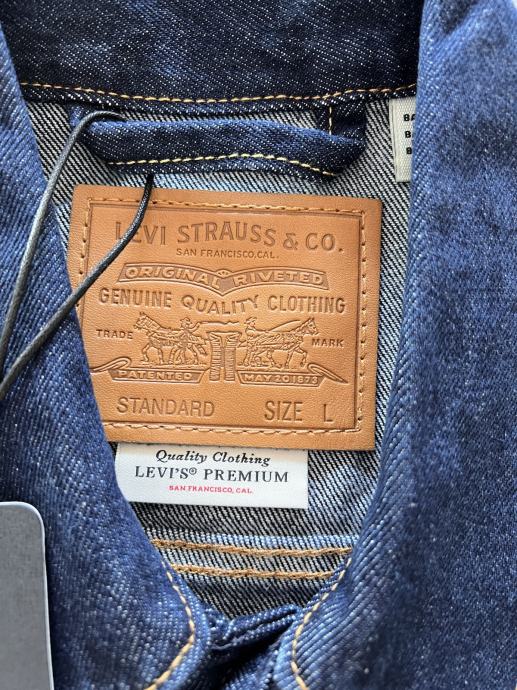 LEVI STRAUSS & CO.
SAN FRANCISCO, CAL.
ORIGINAL RIVETED
GENUINE QUALITY CLOTHING
TRADE MARK
PATENTED MAY 20 1873
STANDARD SIZE L
Quality Clothing
LEVI'S® PREMIUM
SAN FRANCISCO, CAL.